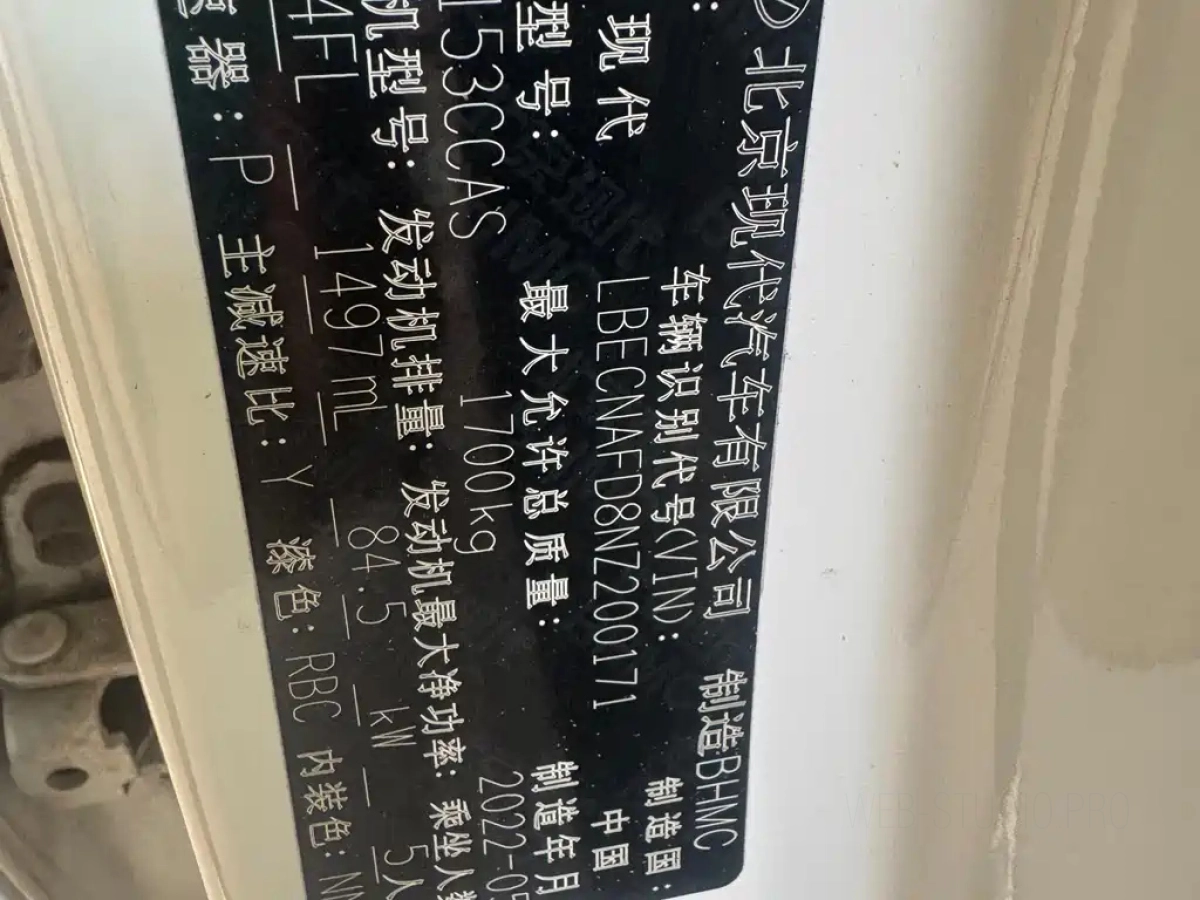 北京现代汽车有限公司 制造BHMC
车辆识别代号(VIN): 制造国:
现代 LBECNAFD8NZ200171 中国
型号: 最大允许总质量: 制造年月
153CCAS 1700kg 2022-05
机型号: 发动机排量: 发动机最大净功率: 乘坐人数
4FL 1497mL 84.5 kW 5人
器: P 主减速比: Y 漆色: RBC 内装色: NN